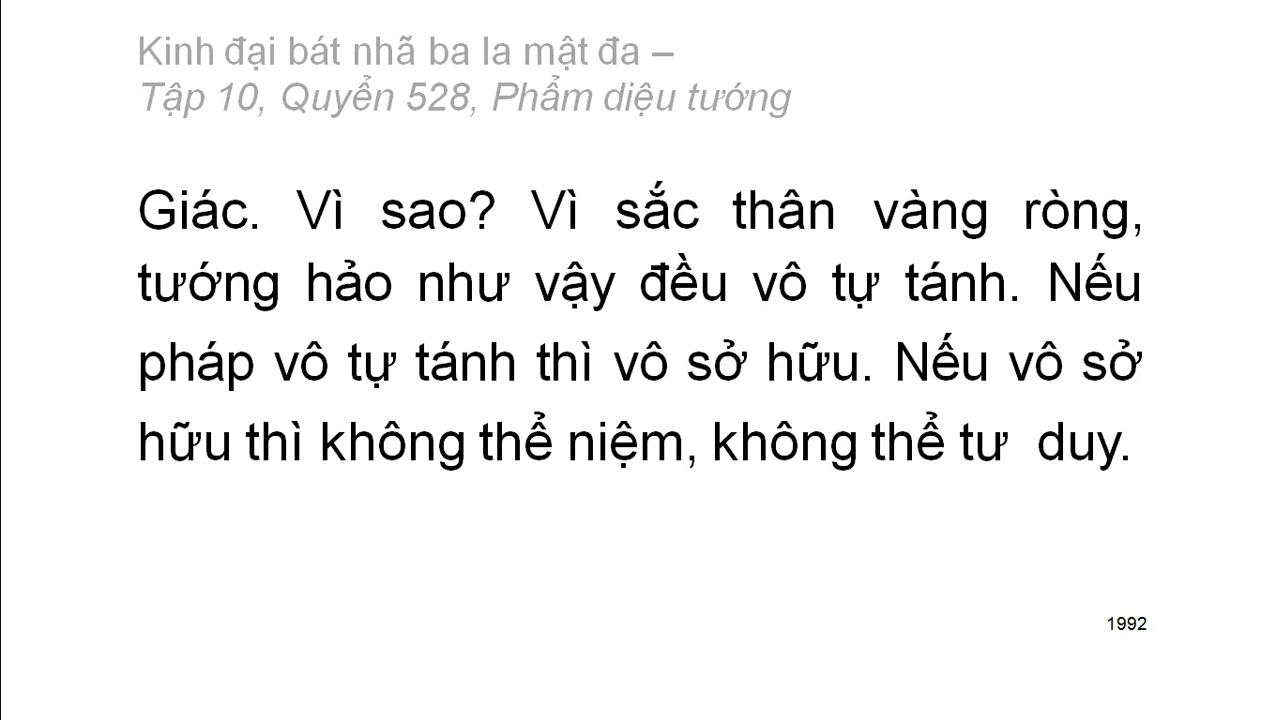 Kinh đại bát nhã ba la mật đa –
Tập 10, Quyển 528, Phẩm diệu tướng
Giác. Vì sao? Vì sắc thân vàng ròng,
tướng hảo như vậy đều vô tự tánh. Nếu
pháp vô tự tánh thì vô sở hữu. Nếu vô sở
hữu thì không thể niệm, không thể tư duy.
1992